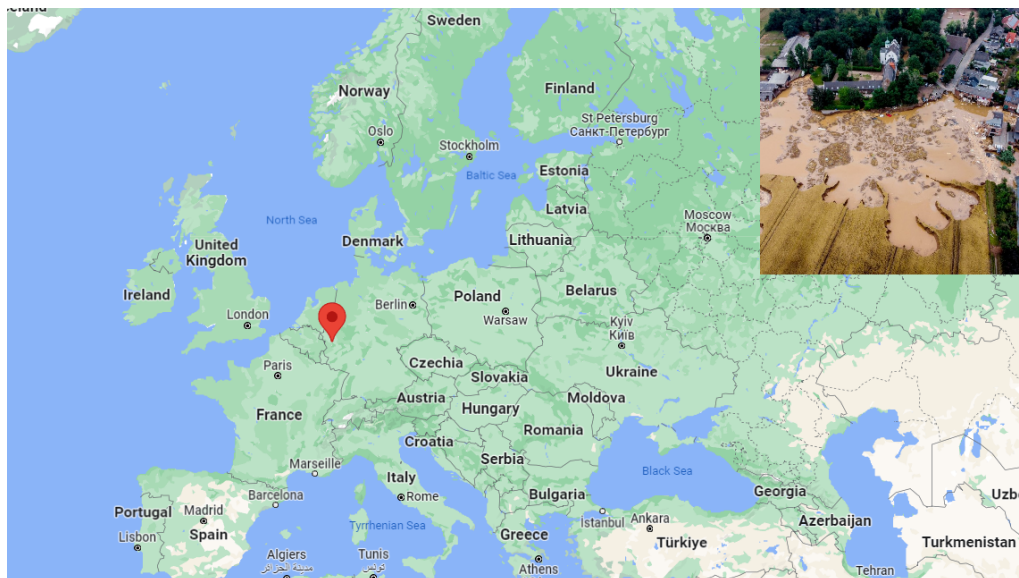 Sweden
Norway
Finland
Oslo
St Petersburg
Санкт-Петербург
Stockholm
Baltic Sea
Estonia
North Sea
Latvia
Moscow
Москва
Denmark
Lithuania
United
Kingdom
Ireland
Berlin
Poland
Belarus
London
Warsaw
Kyiv
Київ
Paris
Czechia
Ukraine
Slovakia
Austria
Moldova
France
Hungary
Romania
Croatia
Serbia
Marseille
Black Sea
Italy
Rome
Barcelona
Bulgaria
Georgia
Portugal
Madrid
Tyrrhenian Sea
İstanbul
Ankara
Azerbaijan
Lisbon
Spain
Greece
Türkiye
Turkmenistan
Algiers
Tunis
تونس
Athens
Tehran